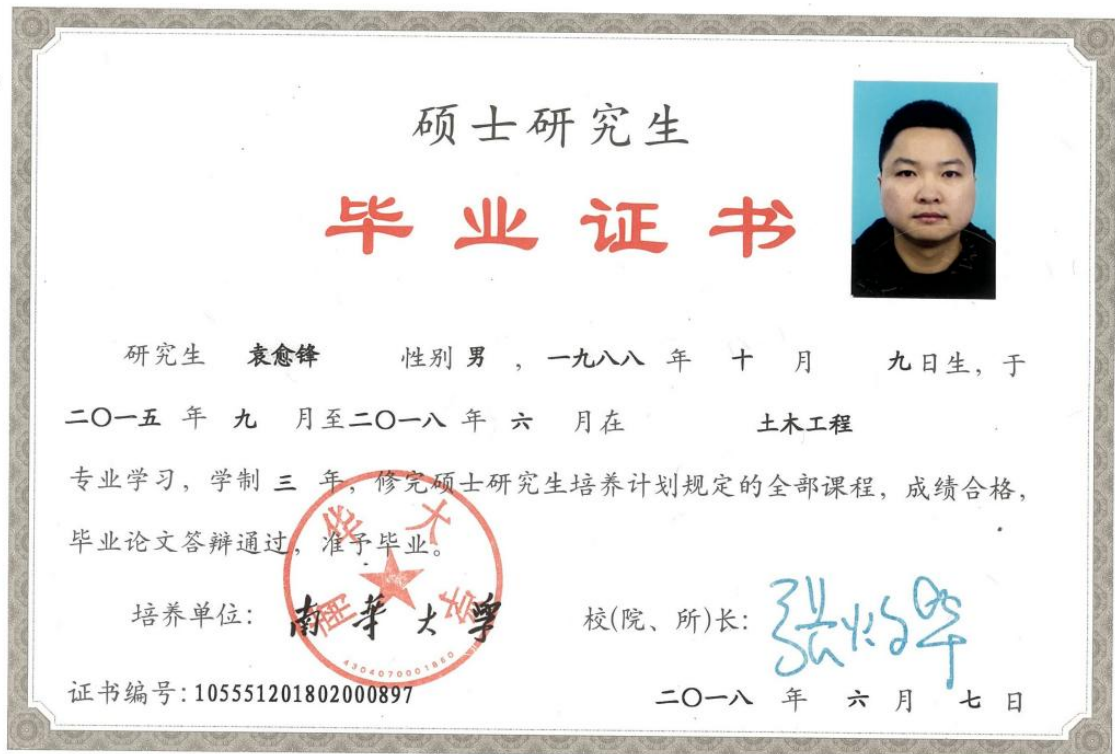 硕士研究生
毕业证书
研究生 袁愈锋 性别 男 ，一九八八 年 十 月 九日生，于
二〇一五 年 九 月至二〇一八 年 六 月在 土木工程
专业学习，学制 三 年，修完硕士研究生培养计划规定的全部课程，成绩合格，
毕业论文答辩通过，准予毕业。
南华大学
4304070001860
培养单位：南华大學 校(院、所)长：
证书编号：105551201802000897 二〇一八 年 六 月 七 日